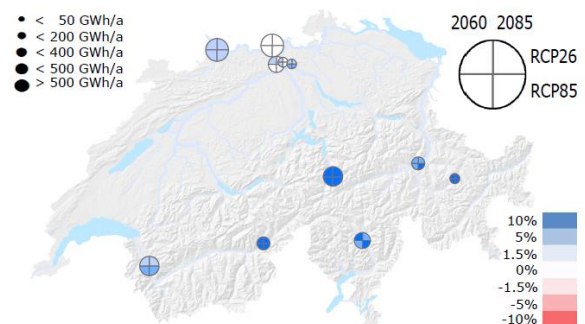 < 50 GWh/a
< 200 GWh/a
< 400 GWh/a
< 500 GWh/a
> 500 GWh/a
2060 2085
RCP26
RCP85
10%
5%
1.5%
0%
-1.5%
-5%
-10%